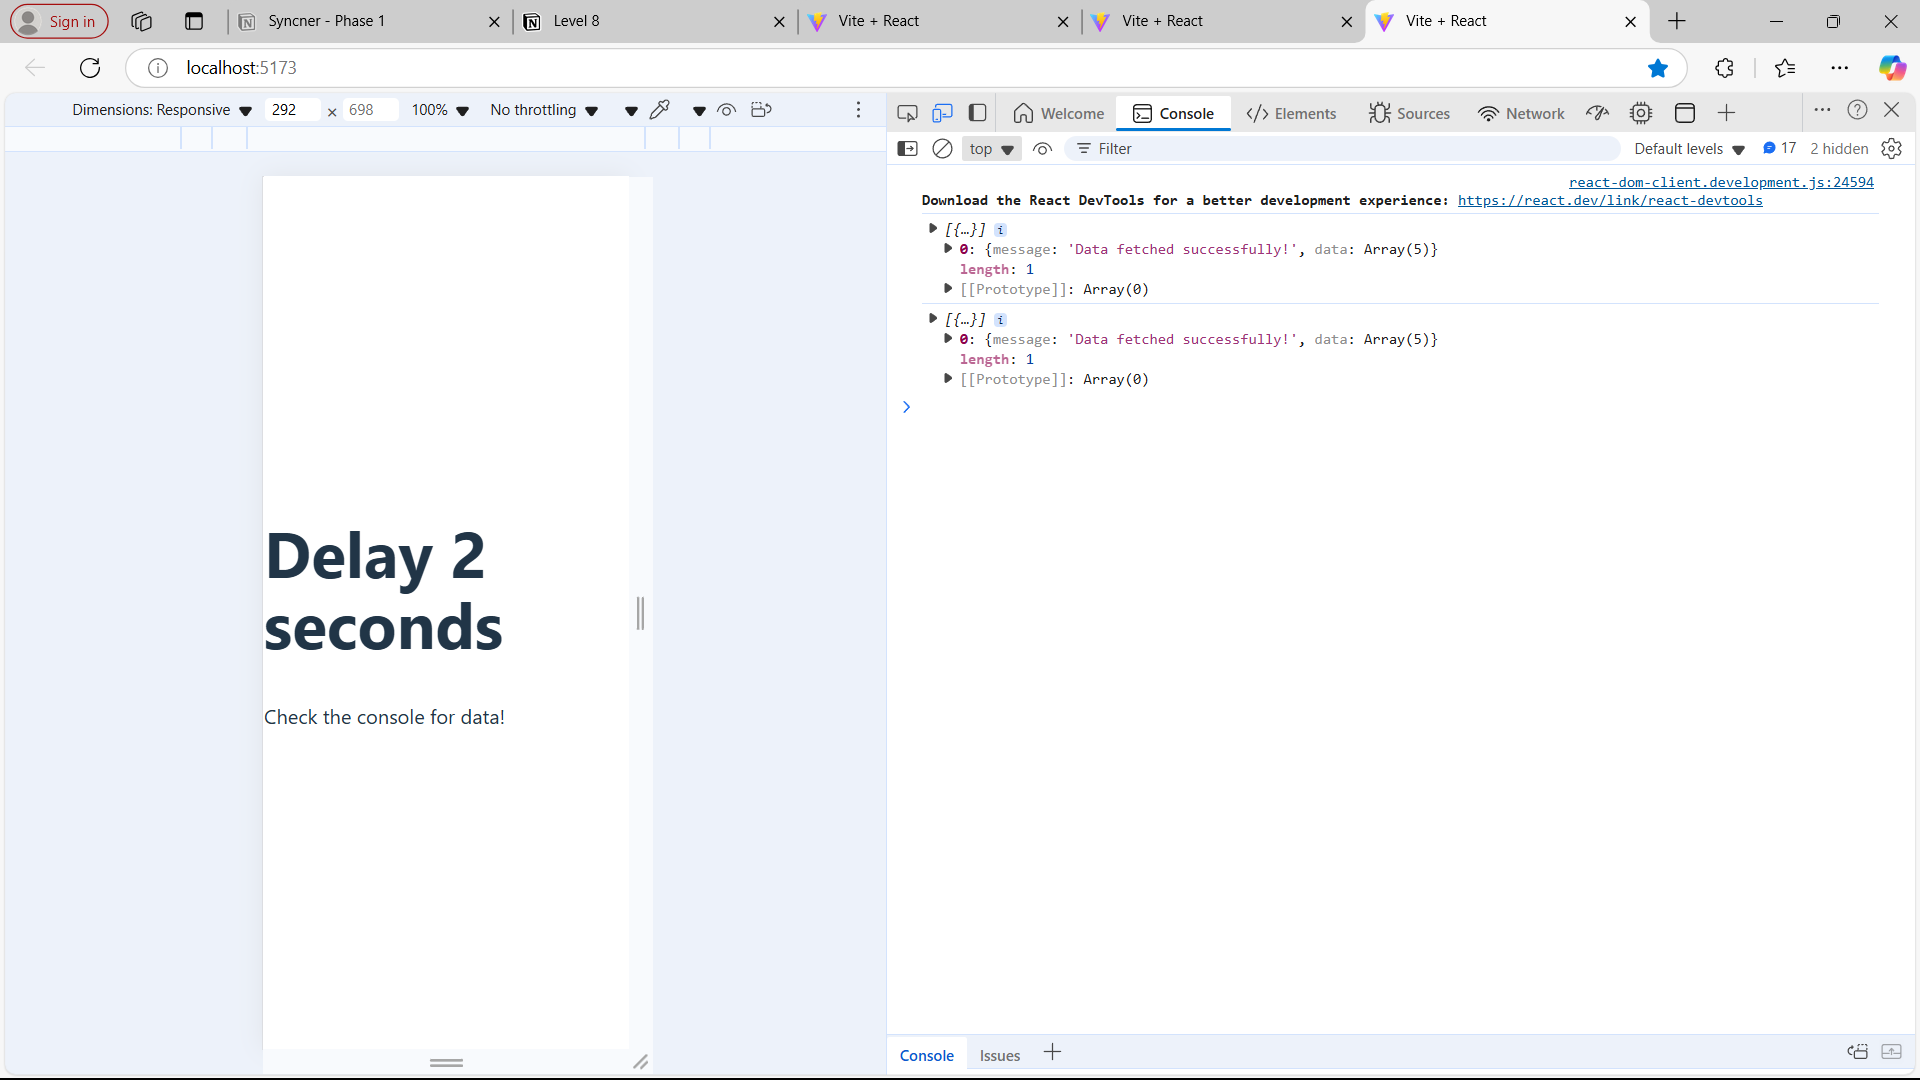 Sign in
Syncner - Phase 1
Level 8
Vite + React
Vite + React
Vite + React
localhost:5173
Dimensions: Responsive
292 × 698
100%
No throttling
Welcome
Console
Elements
Sources
Network
top
Filter
Default levels
17
2 hidden
react-dom-client.development.js:24594
Download the React DevTools for a better development experience: https://react.dev/link/react-devtools
[{…}] i
0: {message: 'Data fetched successfully!', data: Array(5)}
length: 1
[[Prototype]]: Array(0)
[{…}] i
0: {message: 'Data fetched successfully!', data: Array(5)}
length: 1
[[Prototype]]: Array(0)
Delay 2
seconds
Check the console for data!
Console
Issues